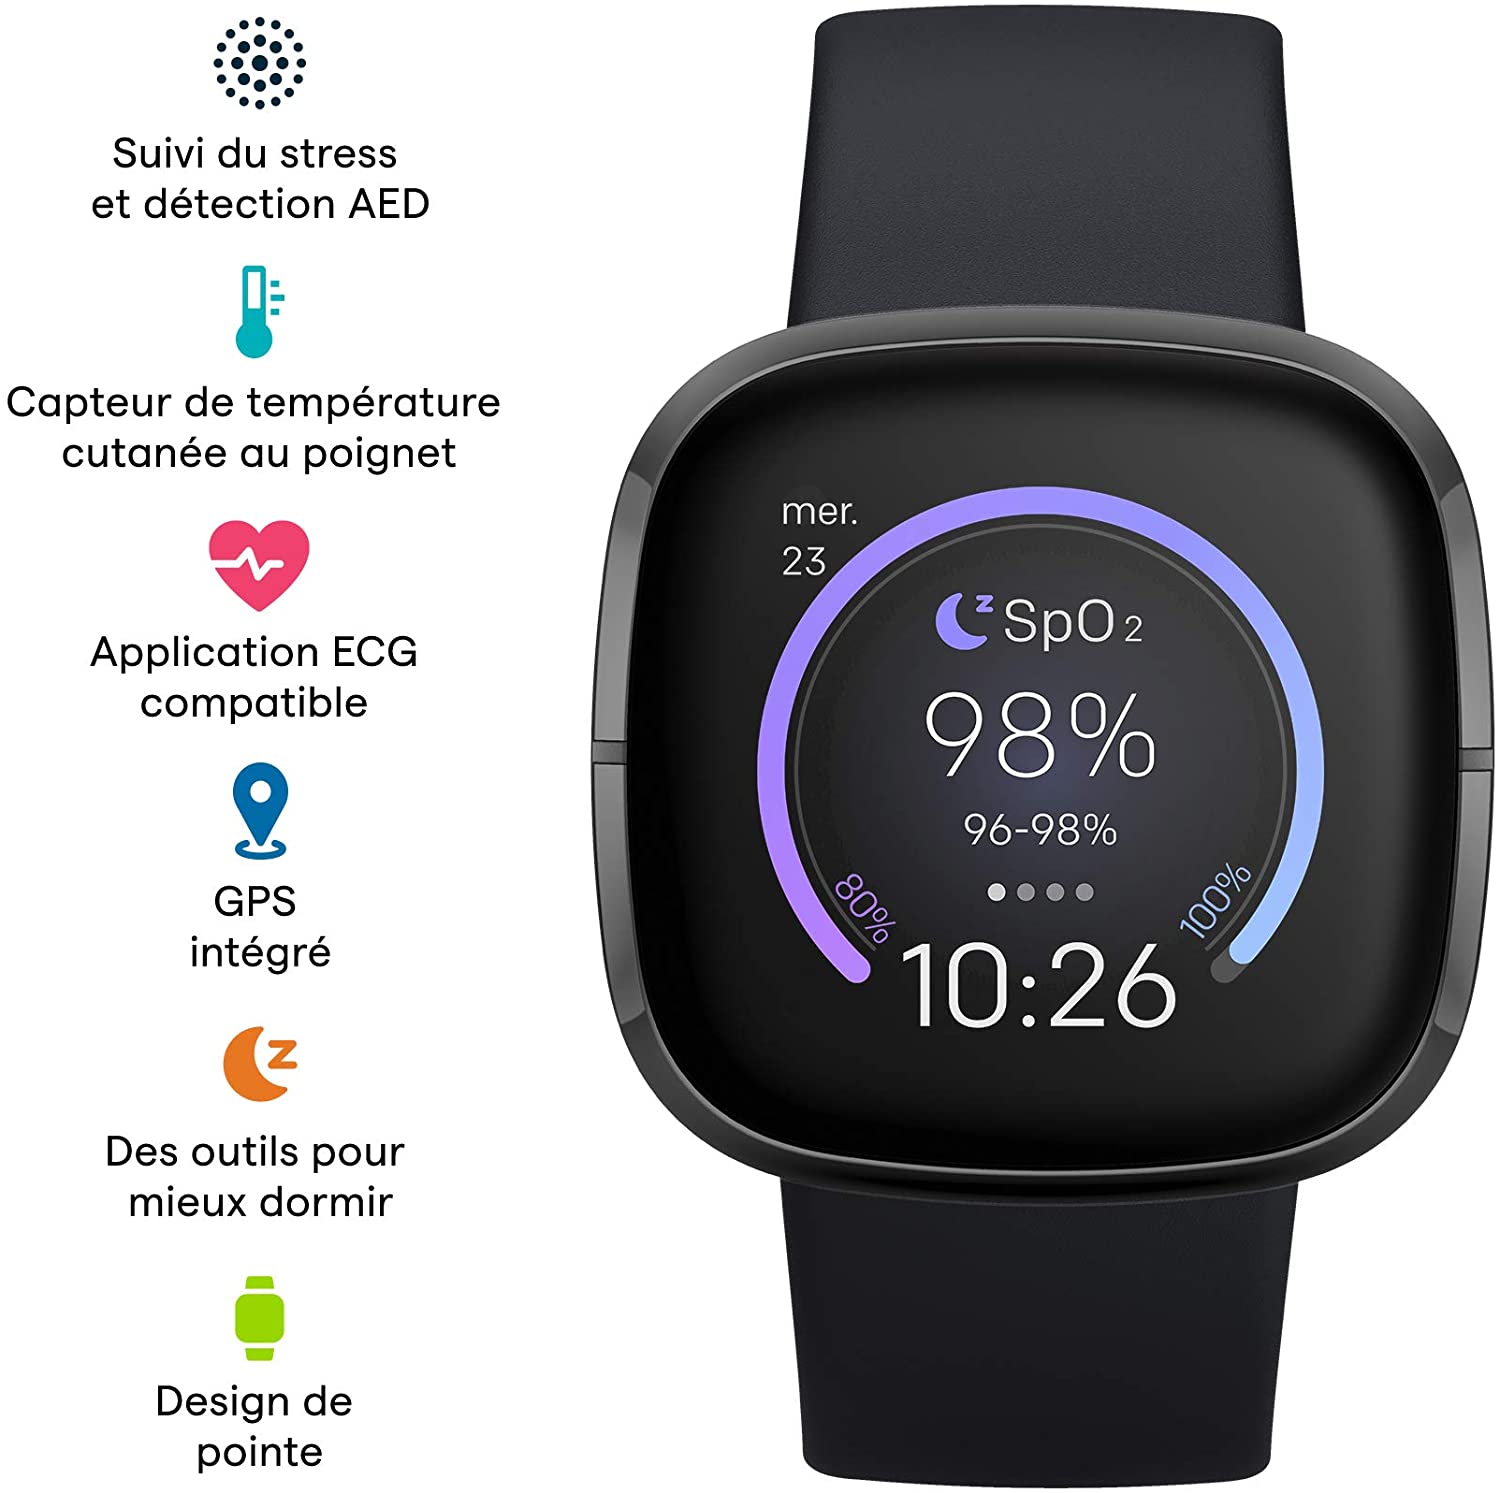 Suivi du stress
et détection AED
Capteur de température
cutanée au poignet
Application ECG
compatible
GPS
intégré
Des outils pour
mieux dormir
Design de
pointe
mer.
23
z SpO2
98%
96-98%
80%
100%
10:26